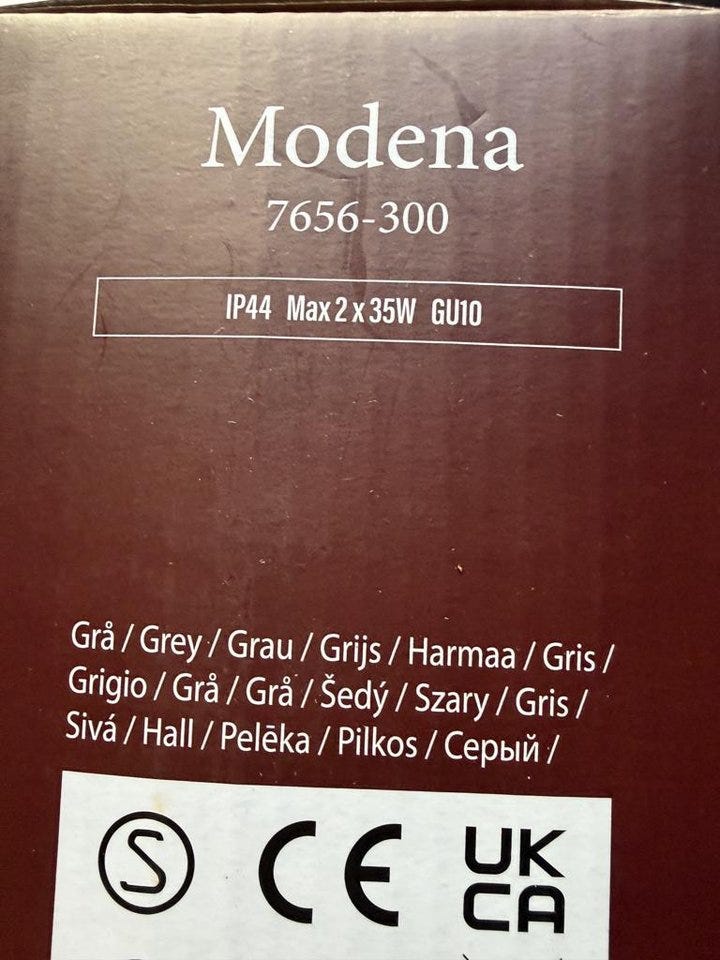 Modena
7656-300
IP44 Max 2 x 35W GU10
Grå / Grey / Grau / Grijs / Harmaa / Gris /
Grigio / Grå / Grå / Šedý / Szary / Gris /
Sivá / Hall / Pelēka / Pilkos / Серый /
S CE UK
CA